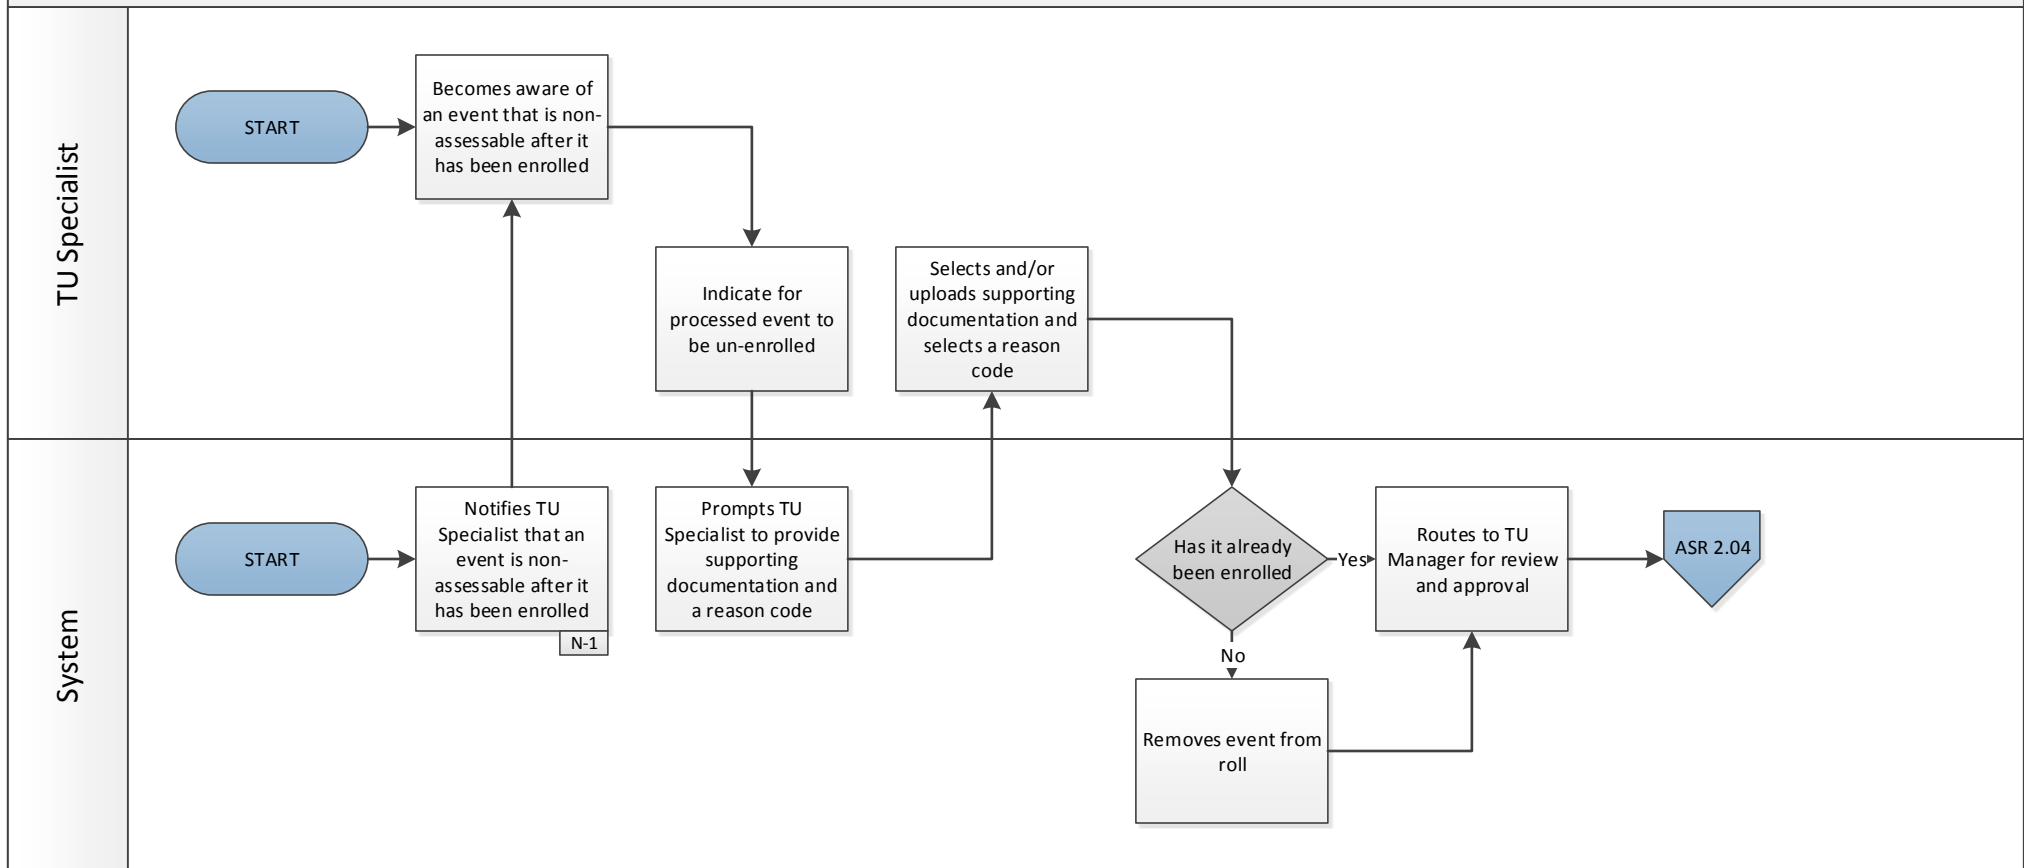 TU Specialist
START
Becomes aware of
an event that is non-
assessable after it
has been enrolled
Indicate for
processed event to
be un-enrolled
Selects and/or
uploads supporting
documentation and
selects a reason
code
System
START
Notifies TU
Specialist that an
event is non-
assessable after it
has been enrolled
N-1
Prompts TU
Specialist to provide
supporting
documentation and
a reason code
Has it already
been enrolled
Yes
No
Removes event from
roll
Routes to TU
Manager for review
and approval
ASR 2.04